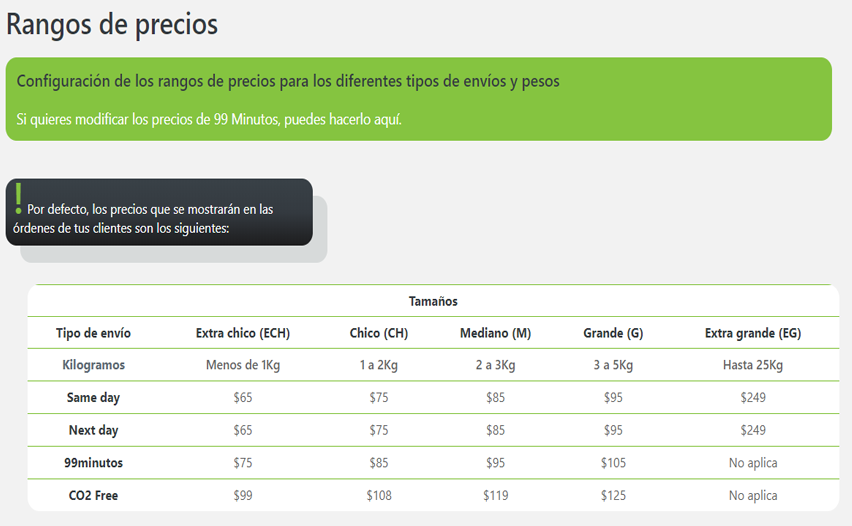 Rangos de precios
Configuración de los rangos de precios para los diferentes tipos de envíos y pesos
Si quieres modificar los precios de 99 Minutos, puedes hacerlo aquí.
! Por defecto, los precios que se mostrarán en las
órdenes de tus clientes son los siguientes:
Tamaños
Tipo de envío Extra chico (ECH) Chico (CH) Mediano (M) Grande (G) Extra grande (EG)
Kilogramos Menos de 1Kg 1 a 2Kg 2 a 3Kg 3 a 5Kg Hasta 25Kg
Same day $65 $75 $85 $95 $249
Next day $65 $75 $85 $95 $249
99minutos $75 $85 $95 $105 No aplica
CO2 Free $99 $108 $119 $125 No aplica